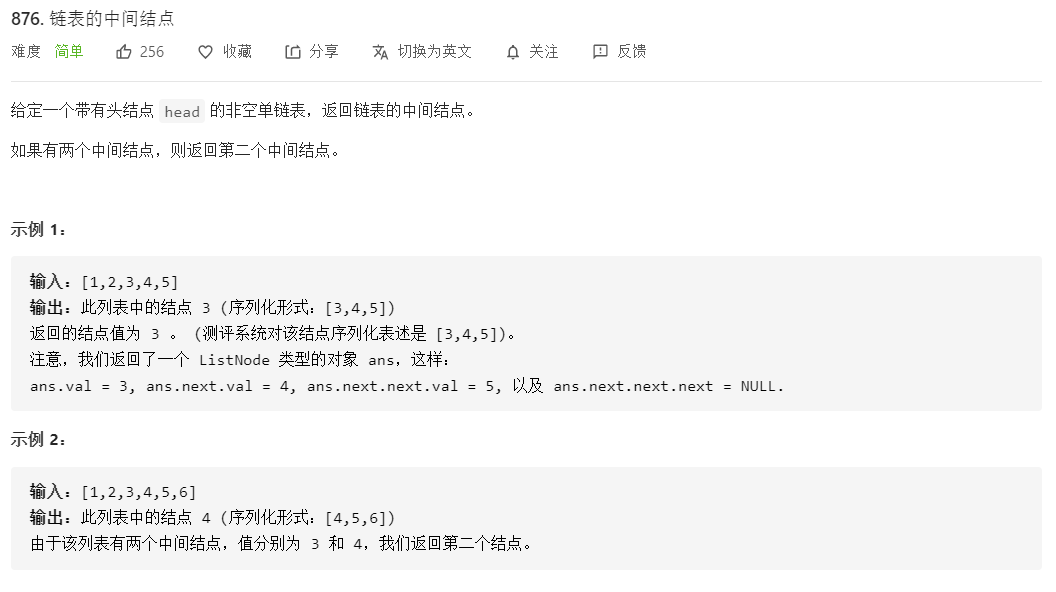 876. 链表的中间结点
难度 简单 256 收藏 分享 切换为英文 关注 反馈
给定一个带有头结点 head 的非空单链表，返回链表的中间结点。
如果有两个中间结点，则返回第二个中间结点。
示例 1：
输入：[1,2,3,4,5]
输出：此列表中的结点 3 (序列化形式：[3,4,5])
返回的结点值为 3 。 (测评系统对该结点序列化表述是 [3,4,5])。
注意，我们返回了一个 ListNode 类型的对象 ans，这样：
ans.val = 3, ans.next.val = 4, ans.next.next.val = 5, 以及 ans.next.next.next = NULL.
示例 2：
输入：[1,2,3,4,5,6]
输出：此列表中的结点 4 (序列化形式：[4,5,6])
由于该列表有两个中间结点，值分别为 3 和 4，我们返回第二个结点。